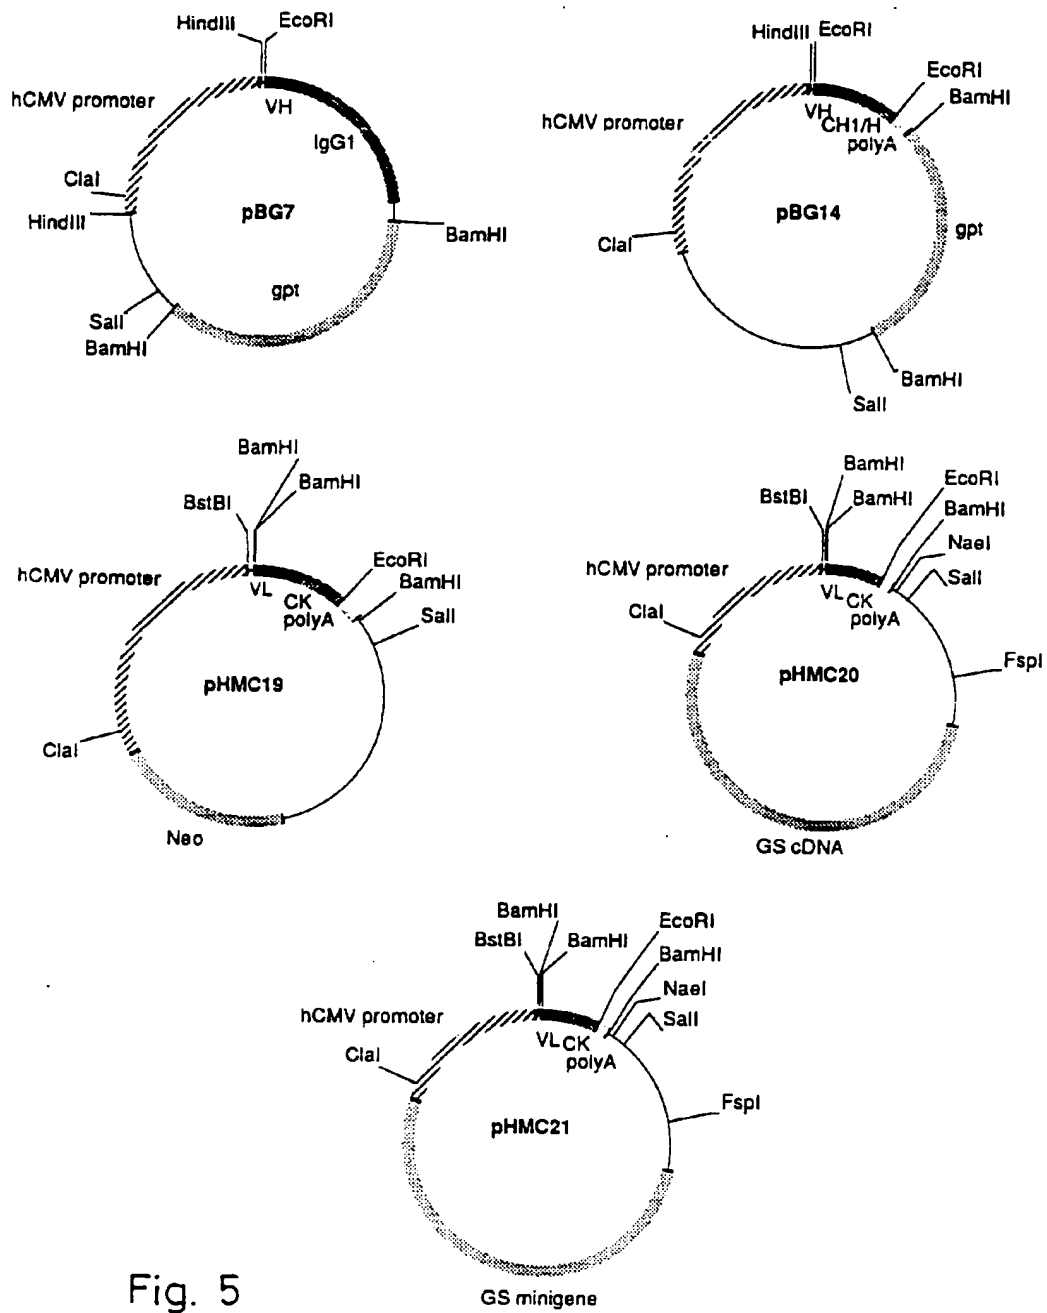 HindIII
EcoRI
hCMV promoter
VH
IgG1
ClaI
HindIII
pBG7
BamHI
gpt
SalI
BamHI
HindIII
EcoRI
EcoRI
BamHI
hCMV promoter
VH
CH1/H
polyA
pBG14
gpt
ClaI
BamHI
SalI
BamHI
BamHI
BstBI
EcoRI
BamHI
SalI
hCMV promoter
VL
CK
polyA
pHMC19
ClaI
Neo
BamHI
BamHI
BstBI
EcoRI
BamHI
NaeI
SalI
hCMV promoter
VL
CK
polyA
ClaI
pHMC20
FspI
GS cDNA
BamHI
BstBI
BamHI
EcoRI
BamHI
NaeI
SalI
hCMV promoter
VL
CK
polyA
ClaI
pHMC21
FspI
GS minigene
Fig. 5